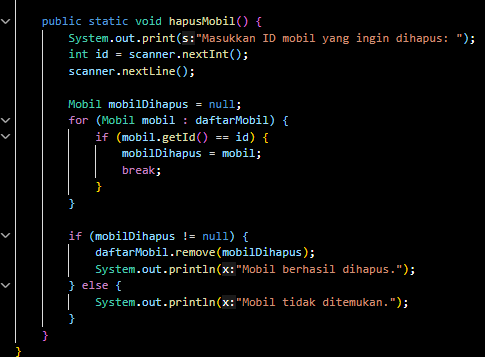 public static void hapusMobil() {
System.out.print(s:"Masukkan ID mobil yang ingin dihapus: ");
int id = scanner.nextInt();
scanner.nextLine();
Mobil mobilDihapus = null;
for (Mobil mobil : daftarMobil) {
if (mobil.getId() == id) {
mobilDihapus = mobil;
break;
}
}
if (mobilDihapus != null) {
daftarMobil.remove(mobilDihapus);
System.out.println(x:"Mobil berhasil dihapus.");
} else {
System.out.println(x:"Mobil tidak ditemukan.");
}
}
}